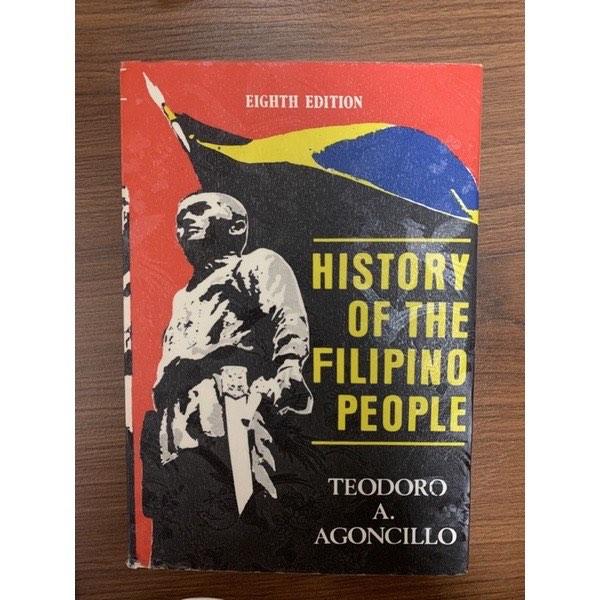 EIGHTH EDITION
HISTORY
OF THE
FILIPINO
PEOPLE
TEODORO
A.
AGONCILLO